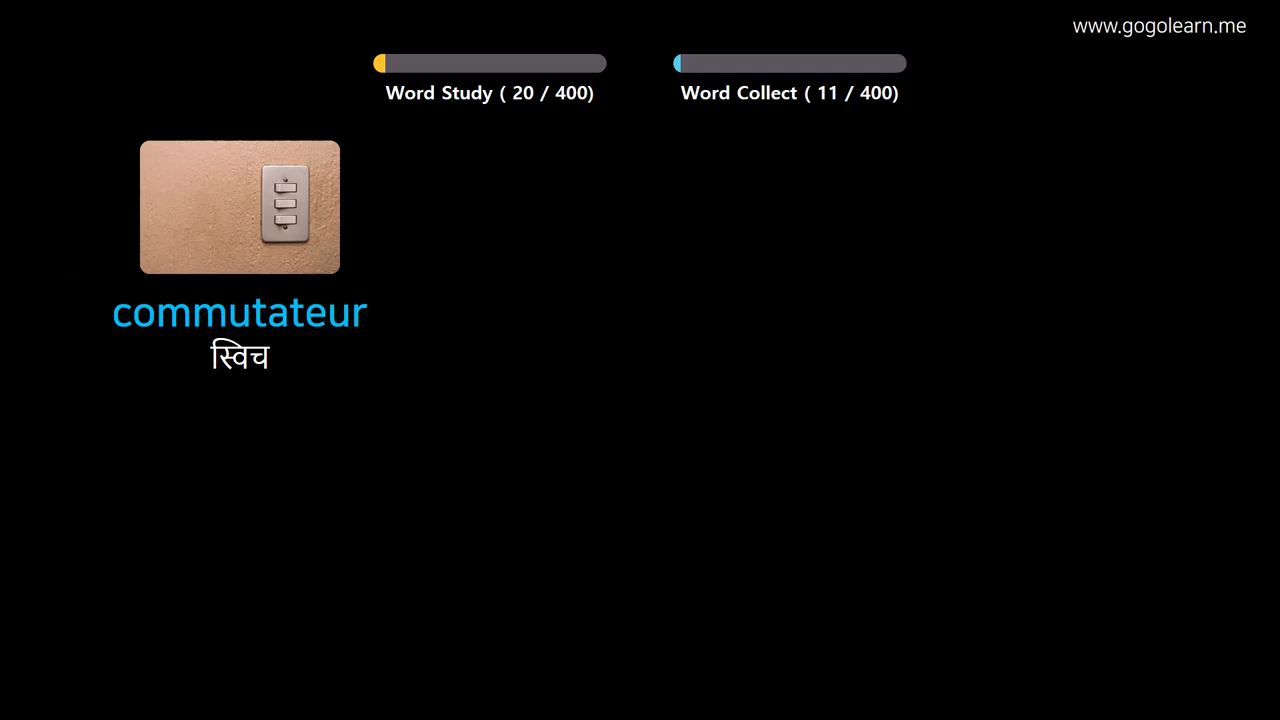 www.gogolearn.me
Word Study ( 20 / 400)
Word Collect ( 11 / 400)
commutateur
स्विच